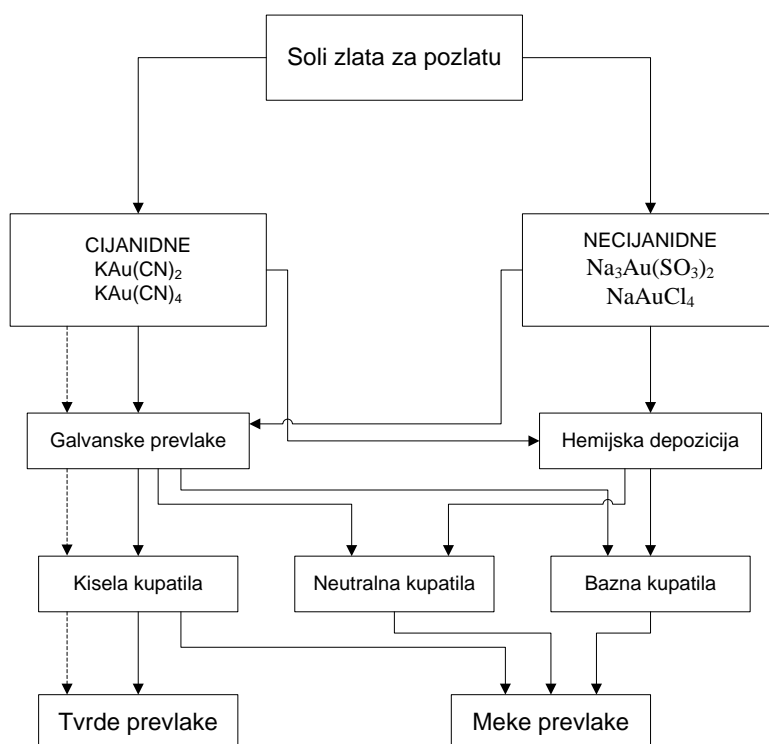 Soli zlata za pozlatu
CIJANIDNE
KAu(CN)₂
KAu(CN)₄
NECIJANIDNE
Na₃Au(SO₃)₂
NaAuCl₄
Galvanske prevlake
Hemijska depozicija
Kisela kupatila
Neutralna kupatila
Bazna kupatila
Tvrde prevlake
Meke prevlake